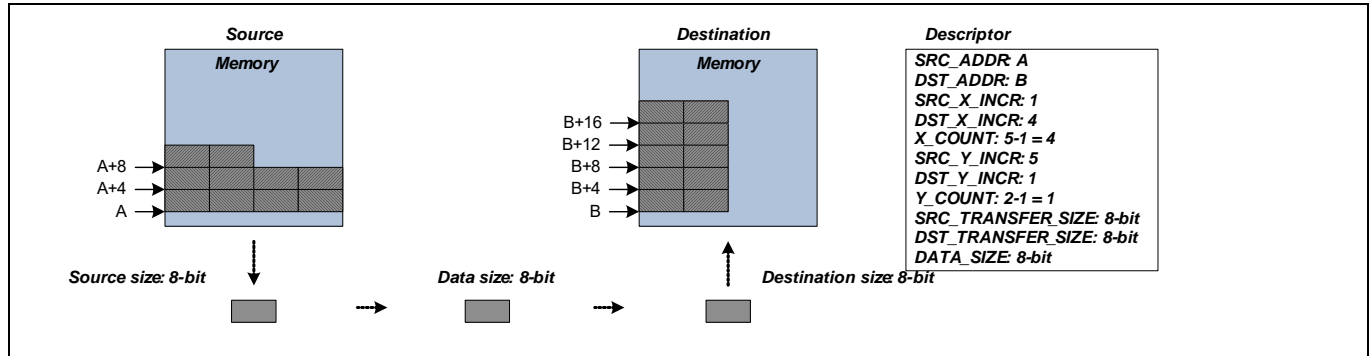 Source
Memory
A+8
A+4
A
Destination
Memory
B+16
B+12
B+8
B+4
B
Descriptor
SRC_ADDR: A
DST_ADDR: B
SRC_X_INCR: 1
DST_X_INCR: 4
X_COUNT: 5-1 = 4
SRC_Y_INCR: 5
DST_Y_INCR: 1
Y_COUNT: 2-1 = 1
SRC_TRANSFER_SIZE: 8-bit
DST_TRANSFER_SIZE: 8-bit
DATA_SIZE: 8-bit
Source size: 8-bit
Data size: 8-bit
Destination size: 8-bit